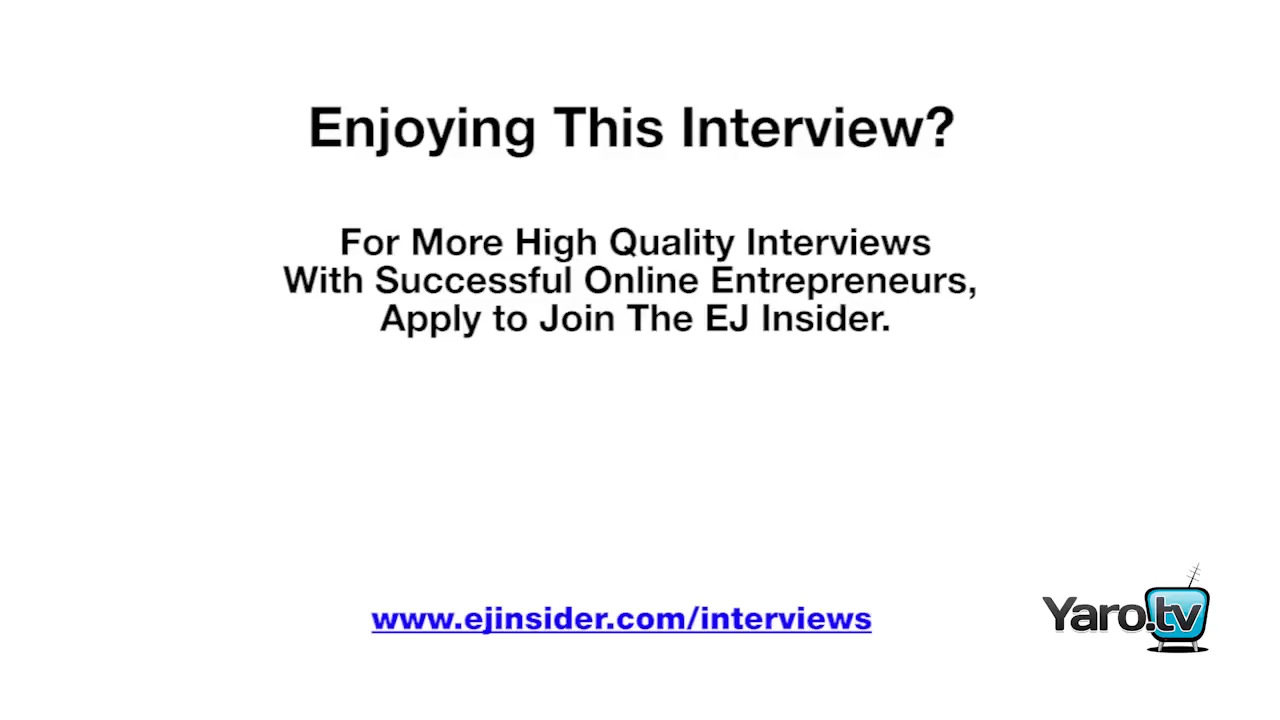 Enjoying This Interview?
For More High Quality Interviews
With Successful Online Entrepreneurs,
Apply to Join The EJ Insider.
www.ejinsider.com/interviews
Yaro.tv